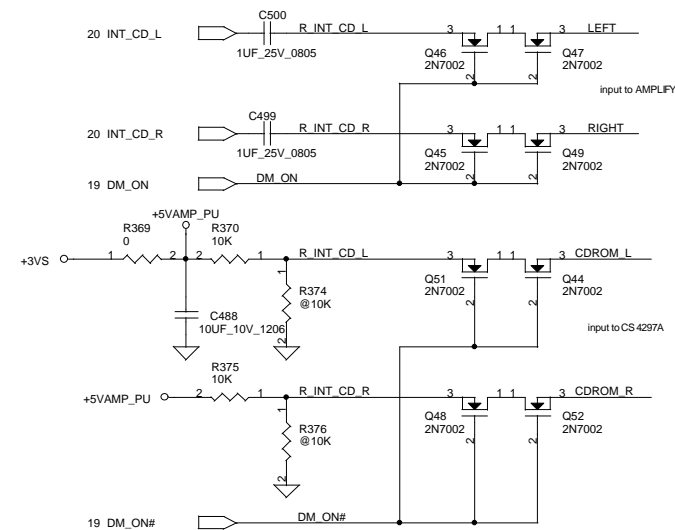 C500
20 INT_CD_L R_INT_CD_L 3 1 1 3 LEFT
1UF_25V_0805 Q46 2N7002 2 Q47 2N7002 2
input to AMPLIFY
C499
20 INT_CD_R R_INT_CD_R 3 1 1 3 RIGHT
1UF_25V_0805 Q45 2N7002 2 Q49 2N7002 2
19 DM_ON DM_ON
+5VAMP_PU
R369 0 R370 10K
+3VS 1 2 2 1 R_INT_CD_L 3 1 1 3 CDROM_L
1 R374 @10K 2 Q51 2N7002 2 Q44 2N7002 2
C488 10UF_10V_1206
input to CS4297A
R375 10K
+5VAMP_PU 2 1 R_INT_CD_R 3 1 1 3 CDROM_R
1 R376 @10K 2 Q48 2N7002 2 Q52 2N7002 2
19 DM_ON# DM_ON#